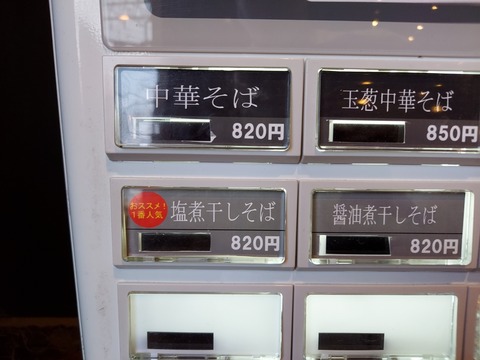 中華そば
820円
玉葱中華そば
850円
おススメ!
1番人気
塩煮干しそば
820円
醤油煮干しそば
820円